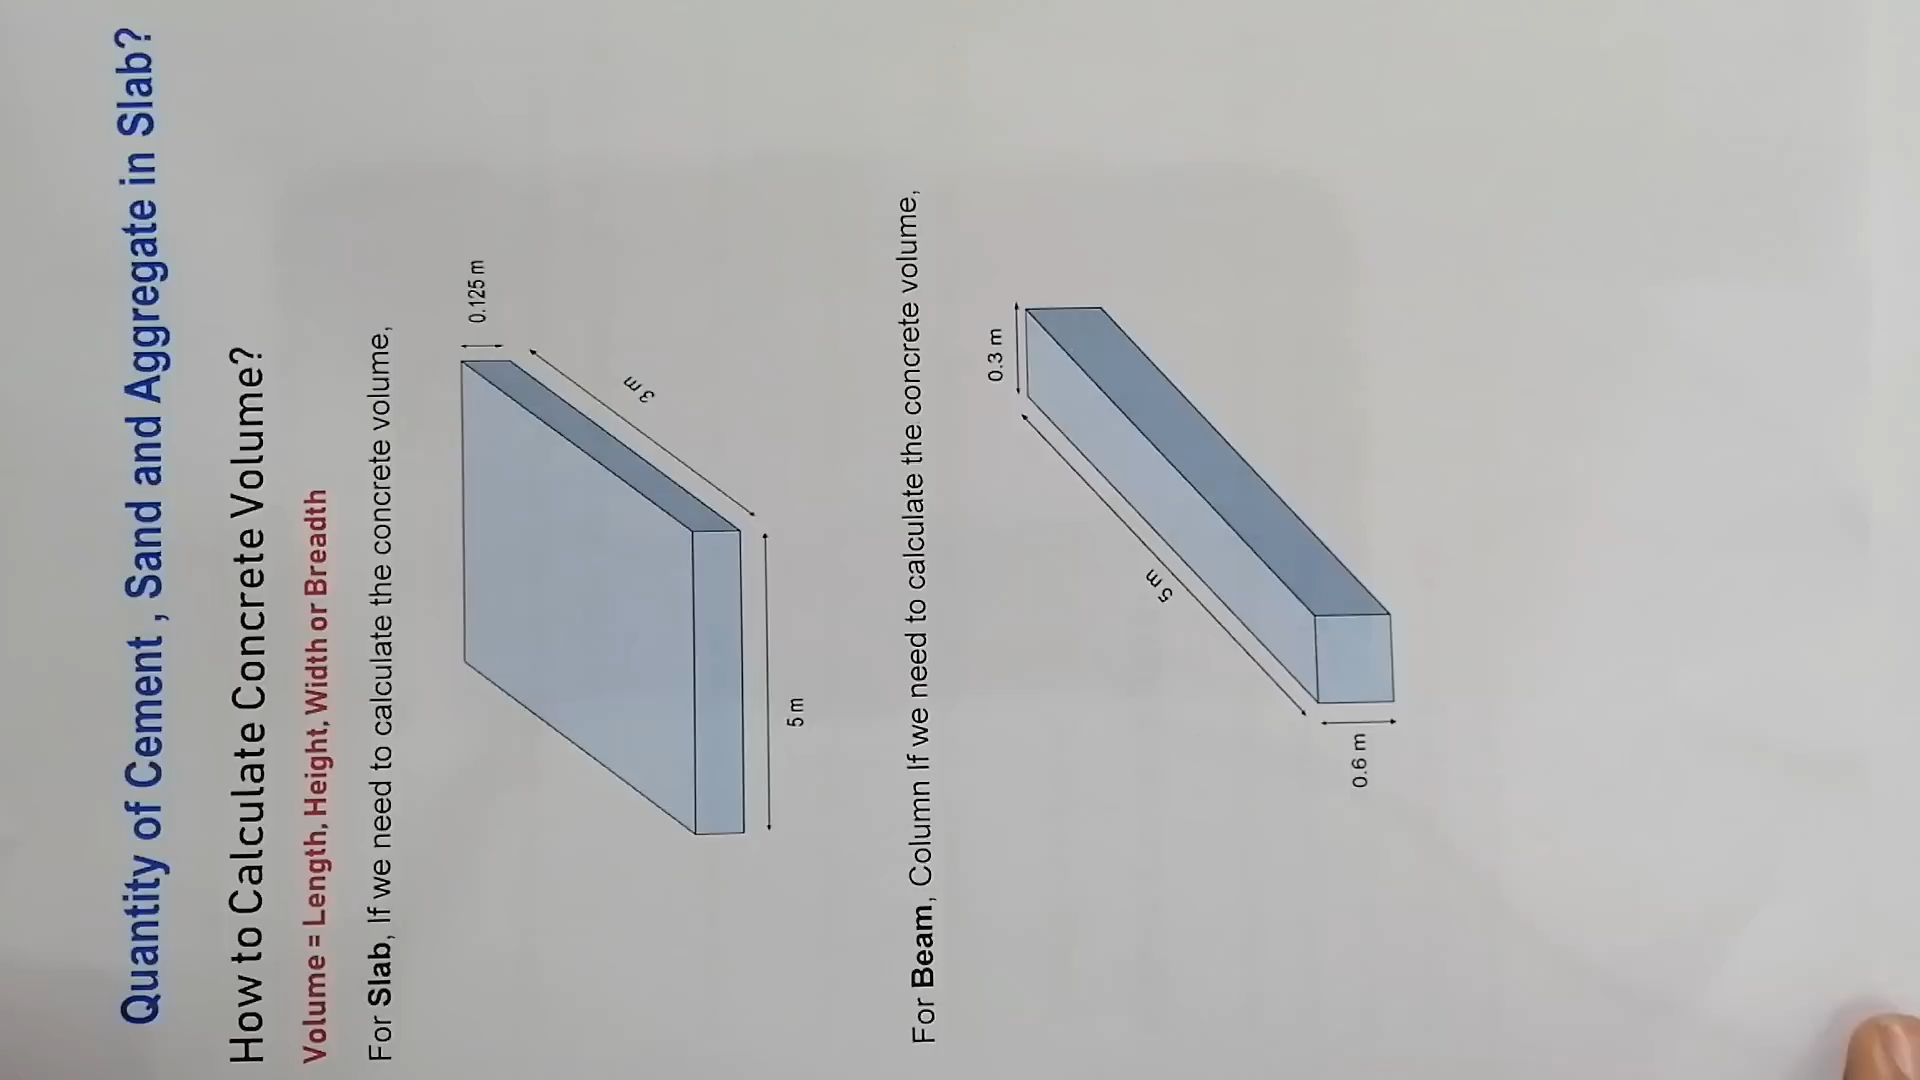 Quantity of Cement , Sand and Aggregate in Slab?
How to Calculate Concrete Volume?
Volume = Length, Height, Width or Breadth
For Slab, If we need to calculate the concrete volume,
0.125 m
3 m
5 m
For Beam, Column If we need to calculate the concrete volume,
0.3 m
5 m
0.6 m